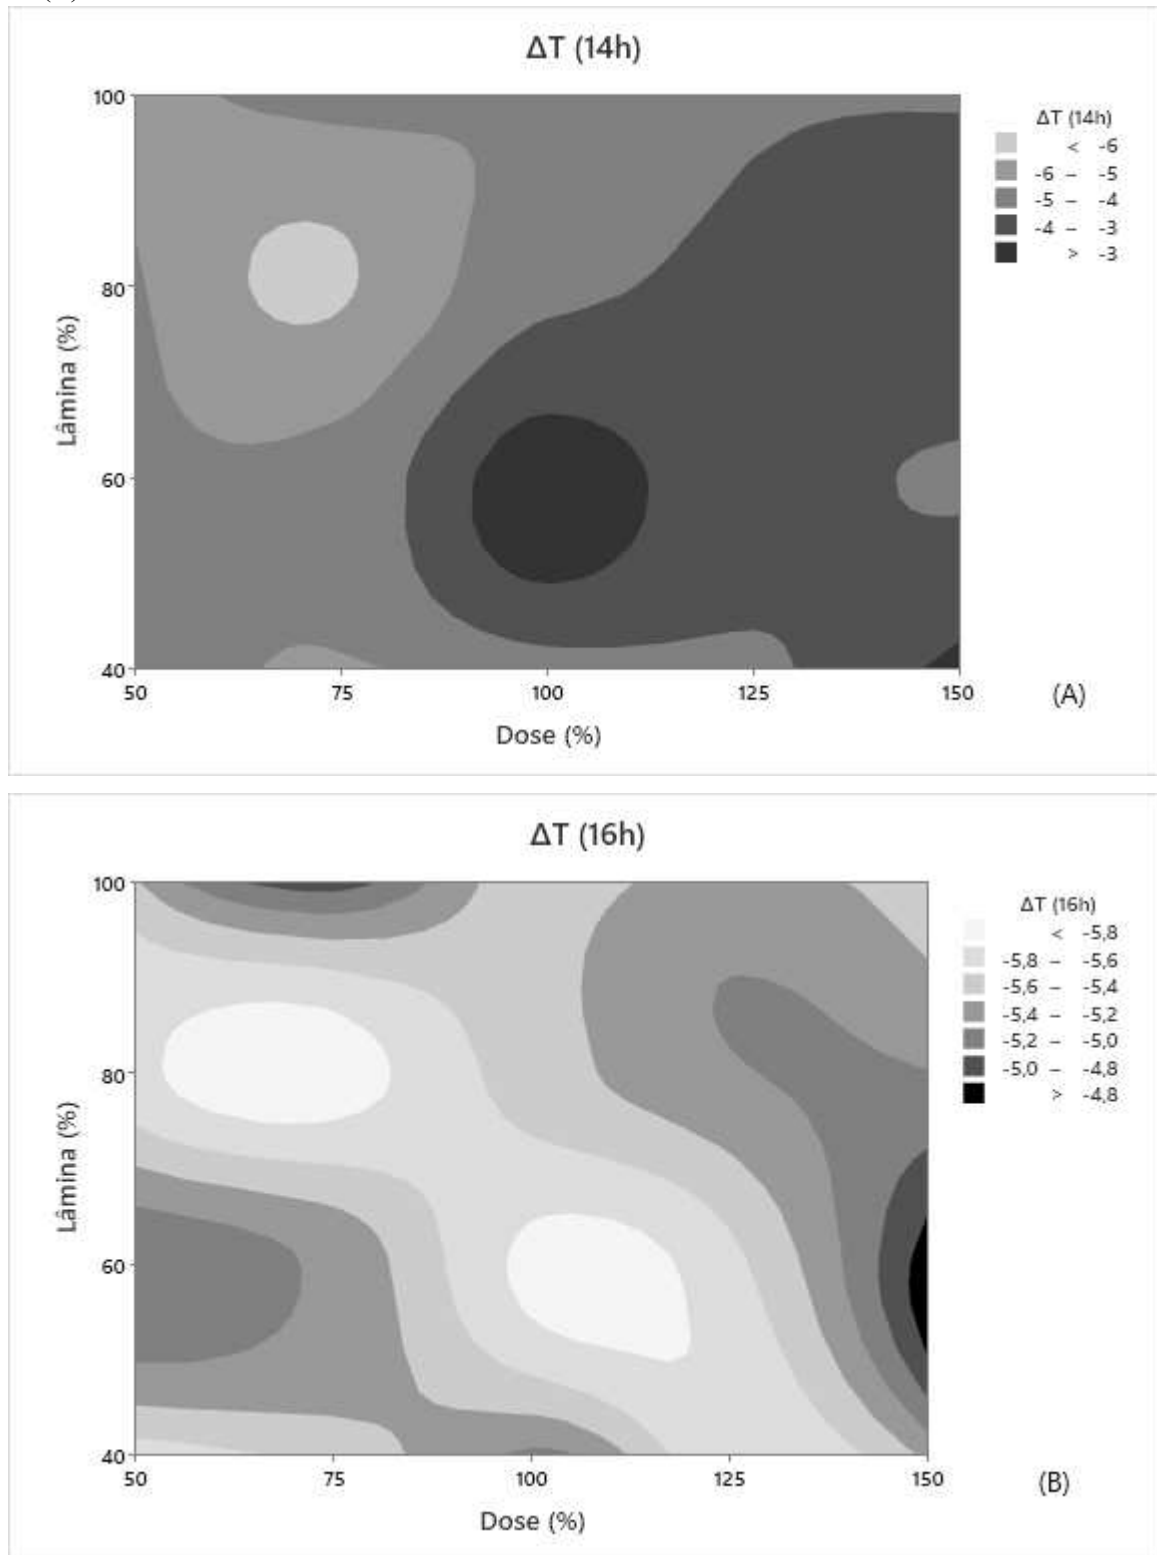 ΔT (14h)
100
80
60
40
50
75
100
125
150
Lâmina (%)
Dose (%)
ΔT (14h)
< -6
-6 – -5
-5 – -4
-4 – -3
> -3
(A)
ΔT (16h)
100
80
60
40
50
75
100
125
150
Lâmina (%)
Dose (%)
ΔT (16h)
< -5,8
-5,8 – -5,6
-5,6 – -5,4
-5,4 – -5,2
-5,2 – -5,0
-5,0 – -4,8
> -4,8
(B)